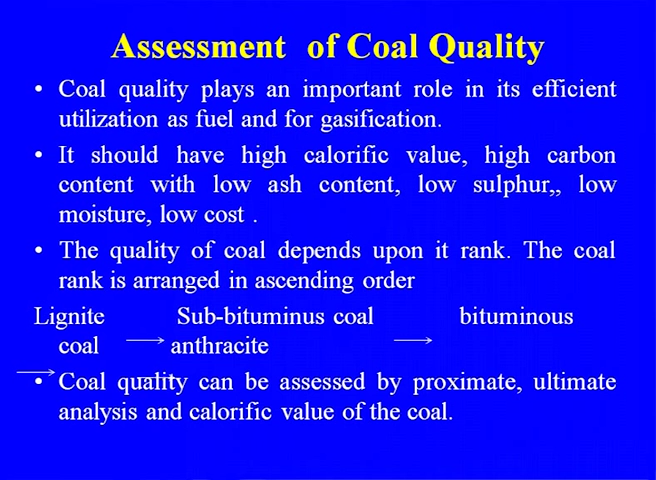 Assessment of Coal Quality
• Coal quality plays an important role in its efficient
utilization as fuel and for gasification.
• It should have high calorific value, high carbon
content with low ash content, low sulphur,, low
moisture, low cost .
• The quality of coal depends upon it rank. The coal
rank is arranged in ascending order
Lignite Sub-bituminus coal bituminous
coal → anthracite →
→
• Coal quality can be assessed by proximate, ultimate
analysis and calorific value of the coal.